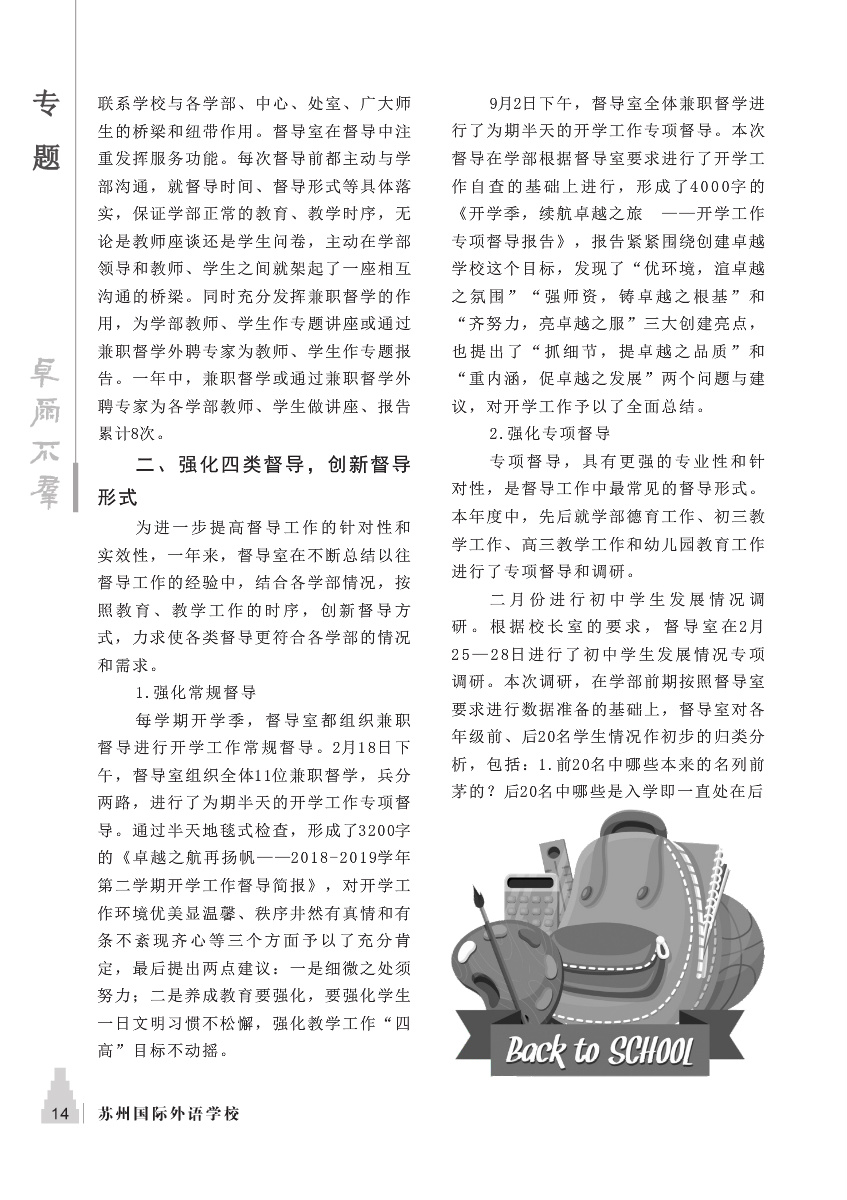 专
题
卓尔不群
联系学校与各学部、中心、处室、广大师
生的桥梁和纽带作用。督导室在督导中注
重发挥服务功能。每次督导前都主动与学
部沟通，就督导时间、督导形式等具体落
实，保证学部正常的教育、教学时序，无
论是教师座谈还是学生问卷，主动在学部
领导和教师、学生之间就架起了一座相互
沟通的桥梁。同时充分发挥兼职督学的作
用，为学部教师、学生作专题讲座或通过
兼职督学外聘专家为教师、学生作专题报
告。一年中，兼职督学或通过兼职督学外
聘专家为各学部教师、学生做讲座、报告
累计8次。
二、强化四类督导，创新督导
形式
为进一步提高督导工作的针对性和
实效性，一年来，督导室在不断总结以往
督导工作的经验中，结合各学部情况，按
照教育、教学工作的时序，创新督导方
式，力求使各类督导更符合各学部的情况
和需求。
1.强化常规督导
每学期开学季，督导室都组织兼职
督导进行开学工作常规督导。2月18日下
午，督导室组织全体11位兼职督学，兵分
两路，进行了为期半天的开学工作专项督
导。通过半天地毯式检查，形成了3200字
的《卓越之航再扬帆——2018-2019学年
第二学期开学工作督导简报》，对开学工
作环境优美显温馨、秩序井然有真情和有
条不紊现齐心等三个方面予以了充分肯
定，最后提出两点建议：一是细微之处须
努力；二是养成教育要强化，要强化学生
一日文明习惯不松懈，强化教学工作“四
高”目标不动摇。
9月2日下午，督导室全体兼职督学进
行了为期半天的开学工作专项督导。本次
督导在学部根据督导室要求进行了开学工
作自查的基础上进行，形成了4000字的
《开学季，续航卓越之旅　——开学工作
专项督导报告》，报告紧紧围绕创建卓越
学校这个目标，发现了“优环境，渲卓越
之氛围”“强师资，铸卓越之根基”和
“齐努力，亮卓越之服”三大创建亮点，
也提出了“抓细节，提卓越之品质”和
“重内涵，促卓越之发展”两个问题与建
议，对开学工作予以了全面总结。
2.强化专项督导
专项督导，具有更强的专业性和针
对性，是督导工作中最常见的督导形式。
本年度中，先后就学部德育工作、初三教
学工作、高三教学工作和幼儿园教育工作
进行了专项督导和调研。
二月份进行初中学生发展情况调
研。根据校长室的要求，督导室在2月
25—28日进行了初中学生发展情况专项
调研。本次调研，在学部前期按照督导室
要求进行数据准备的基础上，督导室对各
年级前、后20名学生情况作初步的归类分
析，包括：1.前20名中哪些本来的名列前
茅的？后20名中哪些是入学即一直处在后
Back to SCHOOL
14
苏州国际外语学校